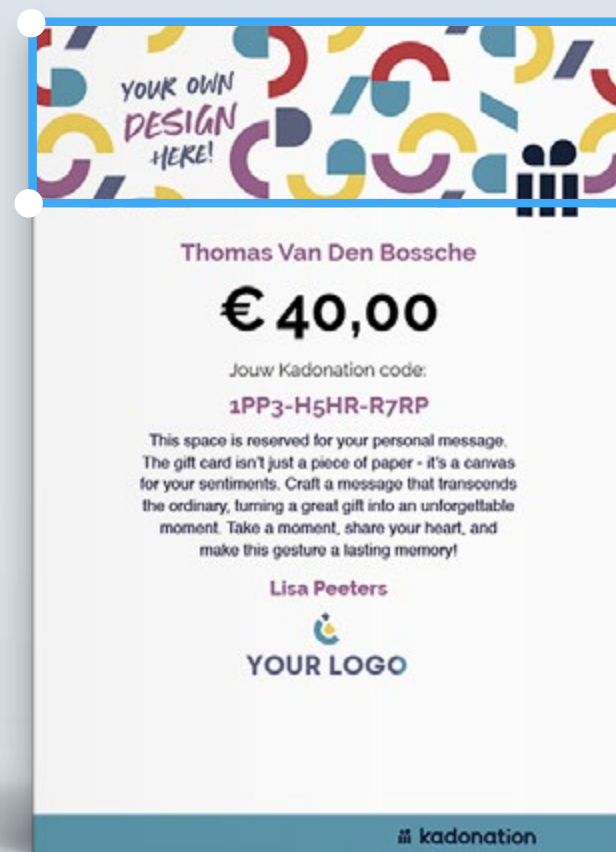 YOUR OWN
DESIGN
HERE!
Thomas Van Den Bossche
€ 40,00
Jouw Kadonation code:
1PP3-H5HR-R7RP
This space is reserved for your personal message.
The gift card isn't just a piece of paper - it's a canvas
for your sentiments. Craft a message that transcends
the ordinary, turning a great gift into an unforgettable
moment. Take a moment, share your heart, and
make this gesture a lasting memory!
Lisa Peeters
YOUR LOGO
kadonation